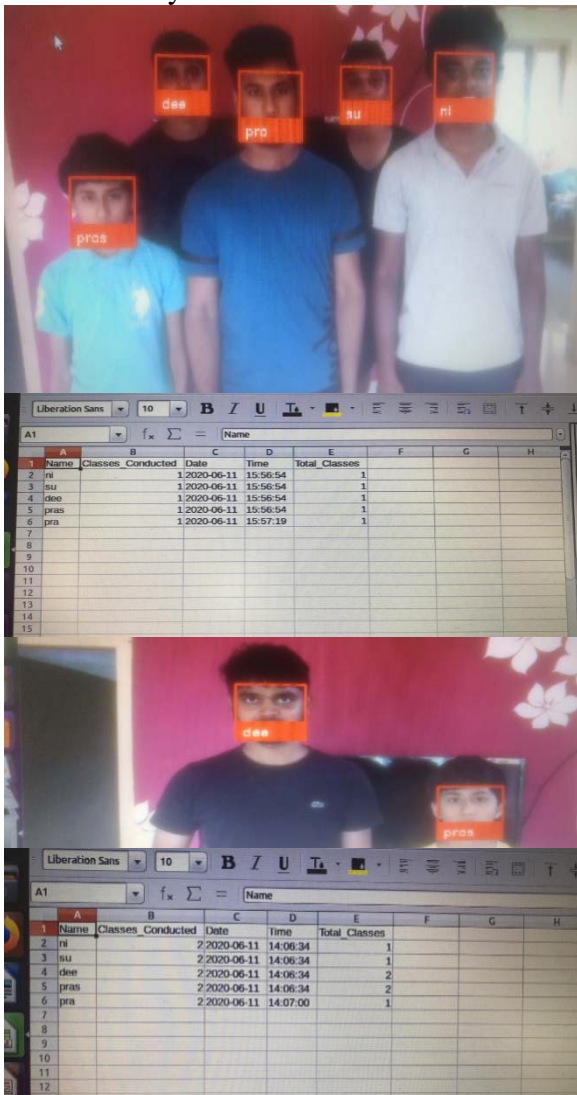 dee
su
ni
pra
pras
Liberation Sans 10 B I U
A1 fx Σ = Name
A B C D E F G H
1 Name Classes_Conducted Date Time Total_Classes
2 ni 1 2020-06-11 15:56:54 1
3 su 1 2020-06-11 15:56:54 1
4 dee 1 2020-06-11 15:56:54 1
5 pras 1 2020-06-11 15:56:54 1
6 pra 1 2020-06-11 15:57:19 1
7
8
9
10
11
12
13
14
15
dee
pras
Liberation Sans 10 B I U
A1 fx Σ = Name
A B C D E F G H
1 Name Classes_Conducted Date Time Total_Classes
2 ni 2 2020-06-11 14:06:34 1
3 su 2 2020-06-11 14:06:34 1
4 dee 2 2020-06-11 14:06:34 2
5 pras 2 2020-06-11 14:06:34 2
6 pra 2 2020-06-11 14:07:00 1
7
8
9
10
11
12